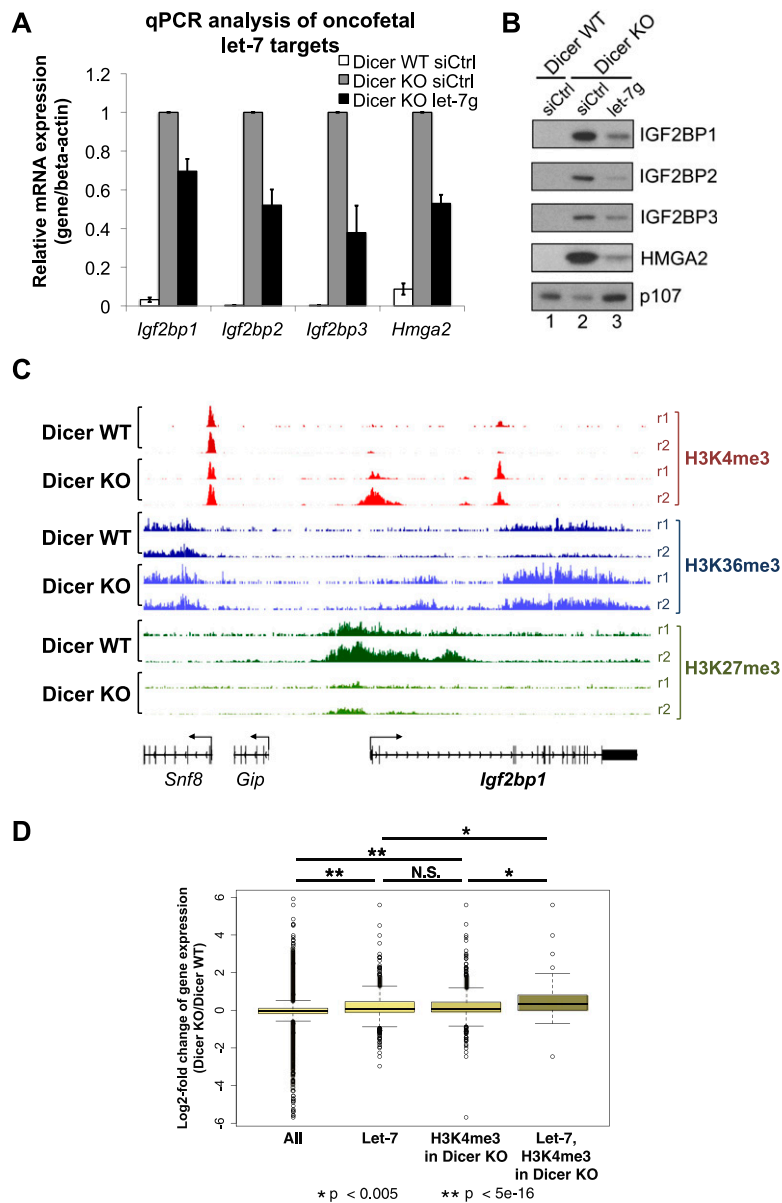 A
qPCR analysis of oncofetal
let-7 targets
Dicer WT siCtrl
Dicer KO siCtrl
Dicer KO let-7g
Relative mRNA expression
(gene/beta-actin)
1.2
1
0.8
0.6
0.4
0.2
0
Igf2bp1
Igf2bp2
Igf2bp3
Hmga2
B
Dicer WT
Dicer KO
siCtrl
siCtrl
let-7g
IGF2BP1
IGF2BP2
IGF2BP3
HMGA2
p107
1 2 3
C
Dicer WT
r1
r2
Dicer KO
r1
r2
H3K4me3
Dicer WT
r1
r2
Dicer KO
r1
r2
H3K36me3
Dicer WT
r1
r2
Dicer KO
r1
r2
H3K27me3
Snf8
Gip
Igf2bp1
D
*
**
** N.S. *
Log2-fold change of gene expression
(Dicer KO/Dicer WT)
6
4
2
0
-2
-4
-6
All
Let-7
H3K4me3
in Dicer KO
Let-7,
H3K4me3
in Dicer KO
* p < 0.005 ** p < 5e-16